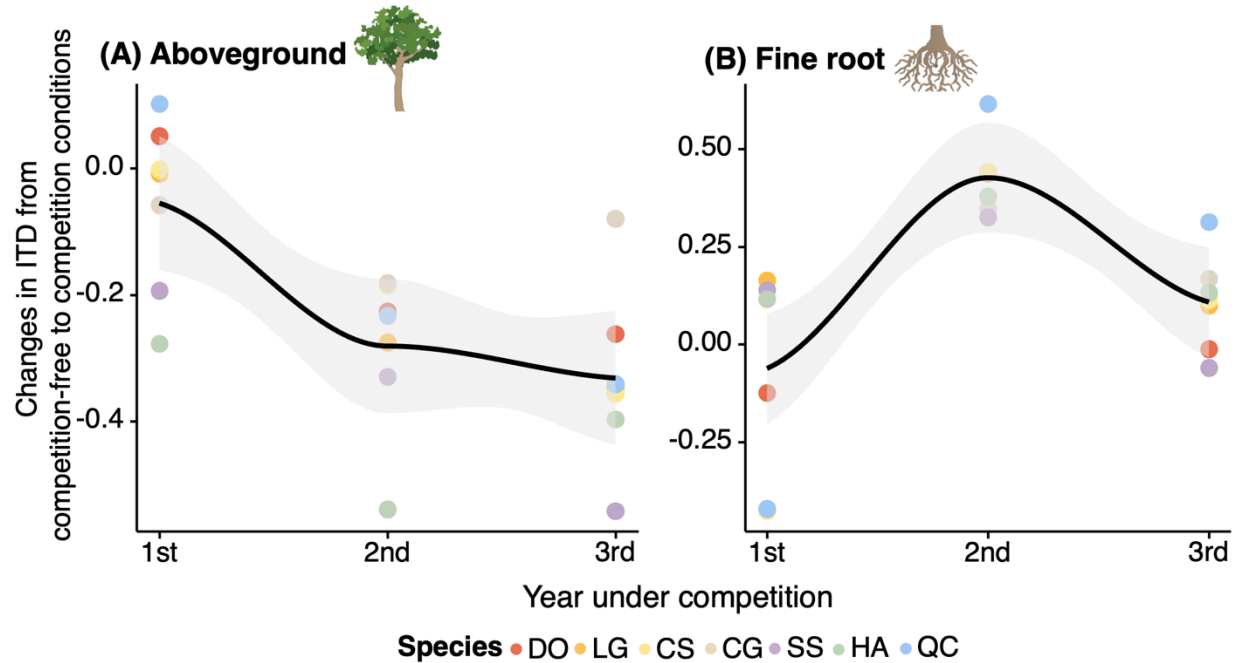 (A) Aboveground
(B) Fine root
Changes in ITD from
competition-free to competition conditions
0.0
-0.2
-0.4
1st 2nd 3rd
0.50
0.25
0.00
-0.25
1st 2nd 3rd
Year under competition
Species DO LG CS CG SS HA QC